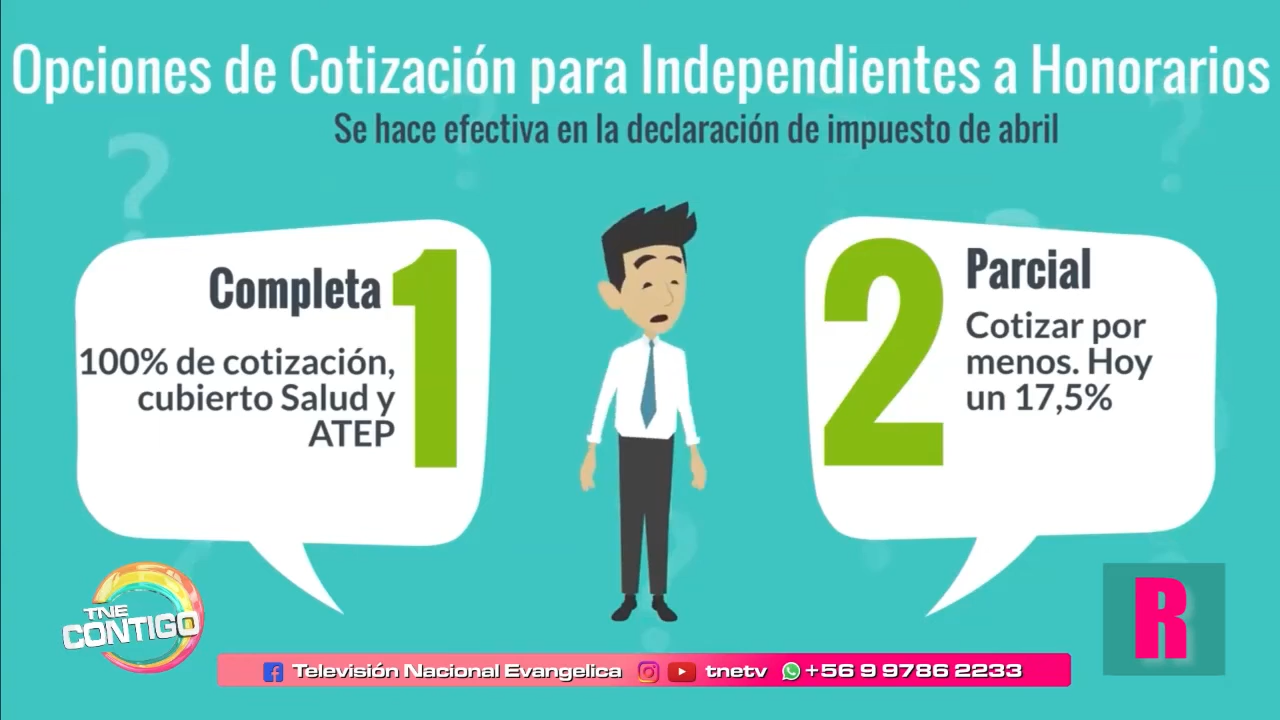 Opciones de Cotización para Independientes a Honorarios
Se hace efectiva en la declaración de impuesto de abril
Completa
1
100% de cotización,
cubierto Salud y
ATEP
2
Parcial
Cotizar por
menos. Hoy
un 17,5%
TNE
CONTIGO
R
Televisión Nacional Evangelica tnetv +56 9 9786 2233